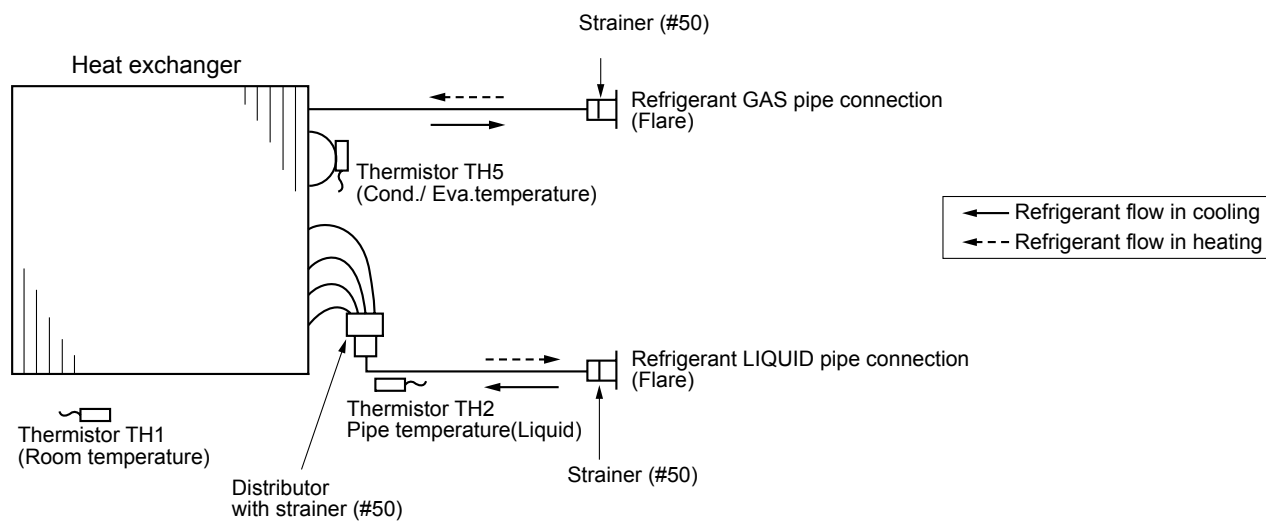 Strainer (#50)
Heat exchanger
Refrigerant GAS pipe connection
(Flare)
Thermistor TH5
(Cond./ Eva.temperature)
Refrigerant flow in cooling
Refrigerant flow in heating
Refrigerant LIQUID pipe connection
(Flare)
Thermistor TH2
Pipe temperature(Liquid)
Thermistor TH1
(Room temperature)
Strainer (#50)
Distributor
with strainer (#50)